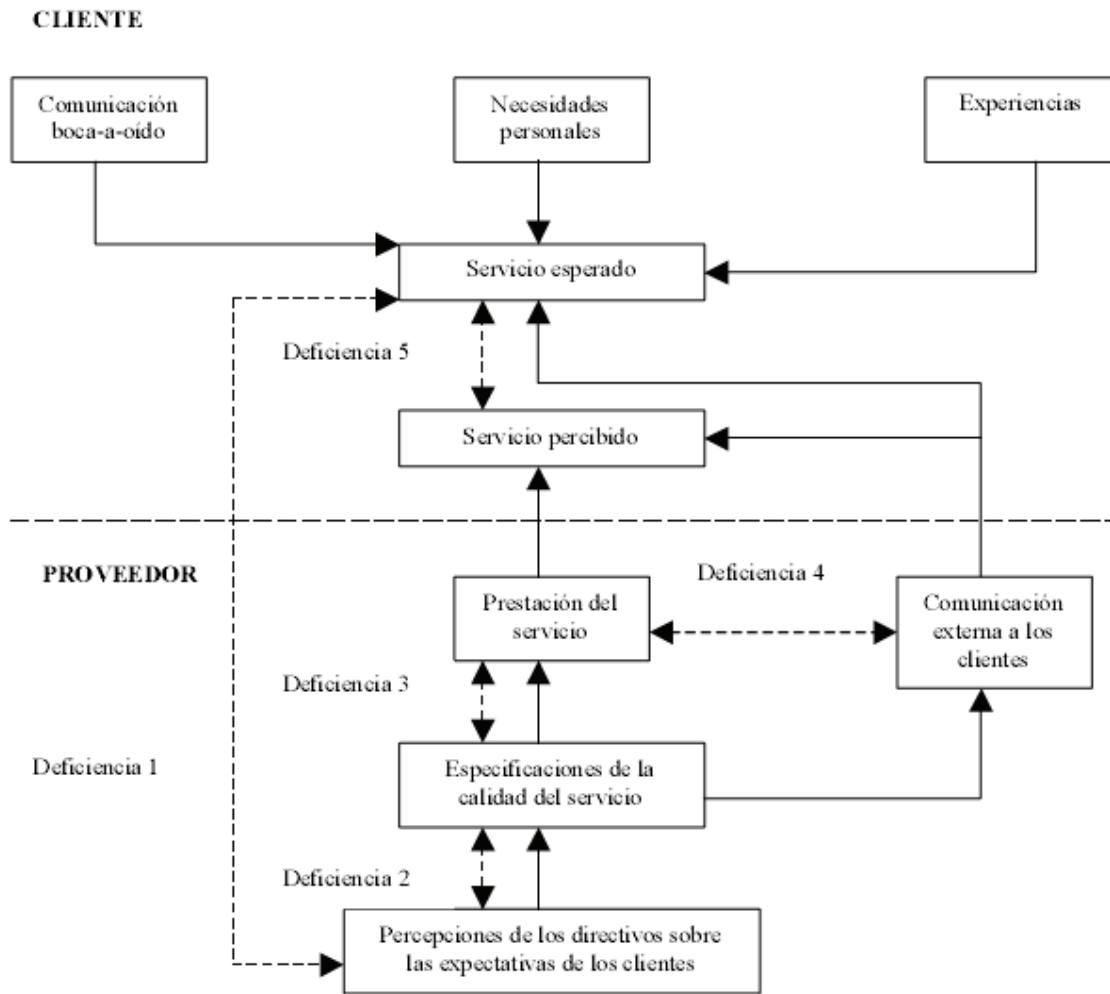 CLIENTE
Comunicación
boca-a-oído
Necesidades
personales
Experiencias
Servicio esperado
Deficiencia 5
Servicio percibido
PROVEEDOR
Deficiencia 4
Prestación del
servicio
Comunicación
externa a los
clientes
Deficiencia 3
Deficiencia 1
Especificaciones de la
calidad del servicio
Deficiencia 2
Percepciones de los directivos sobre
las expectativas de los clientes